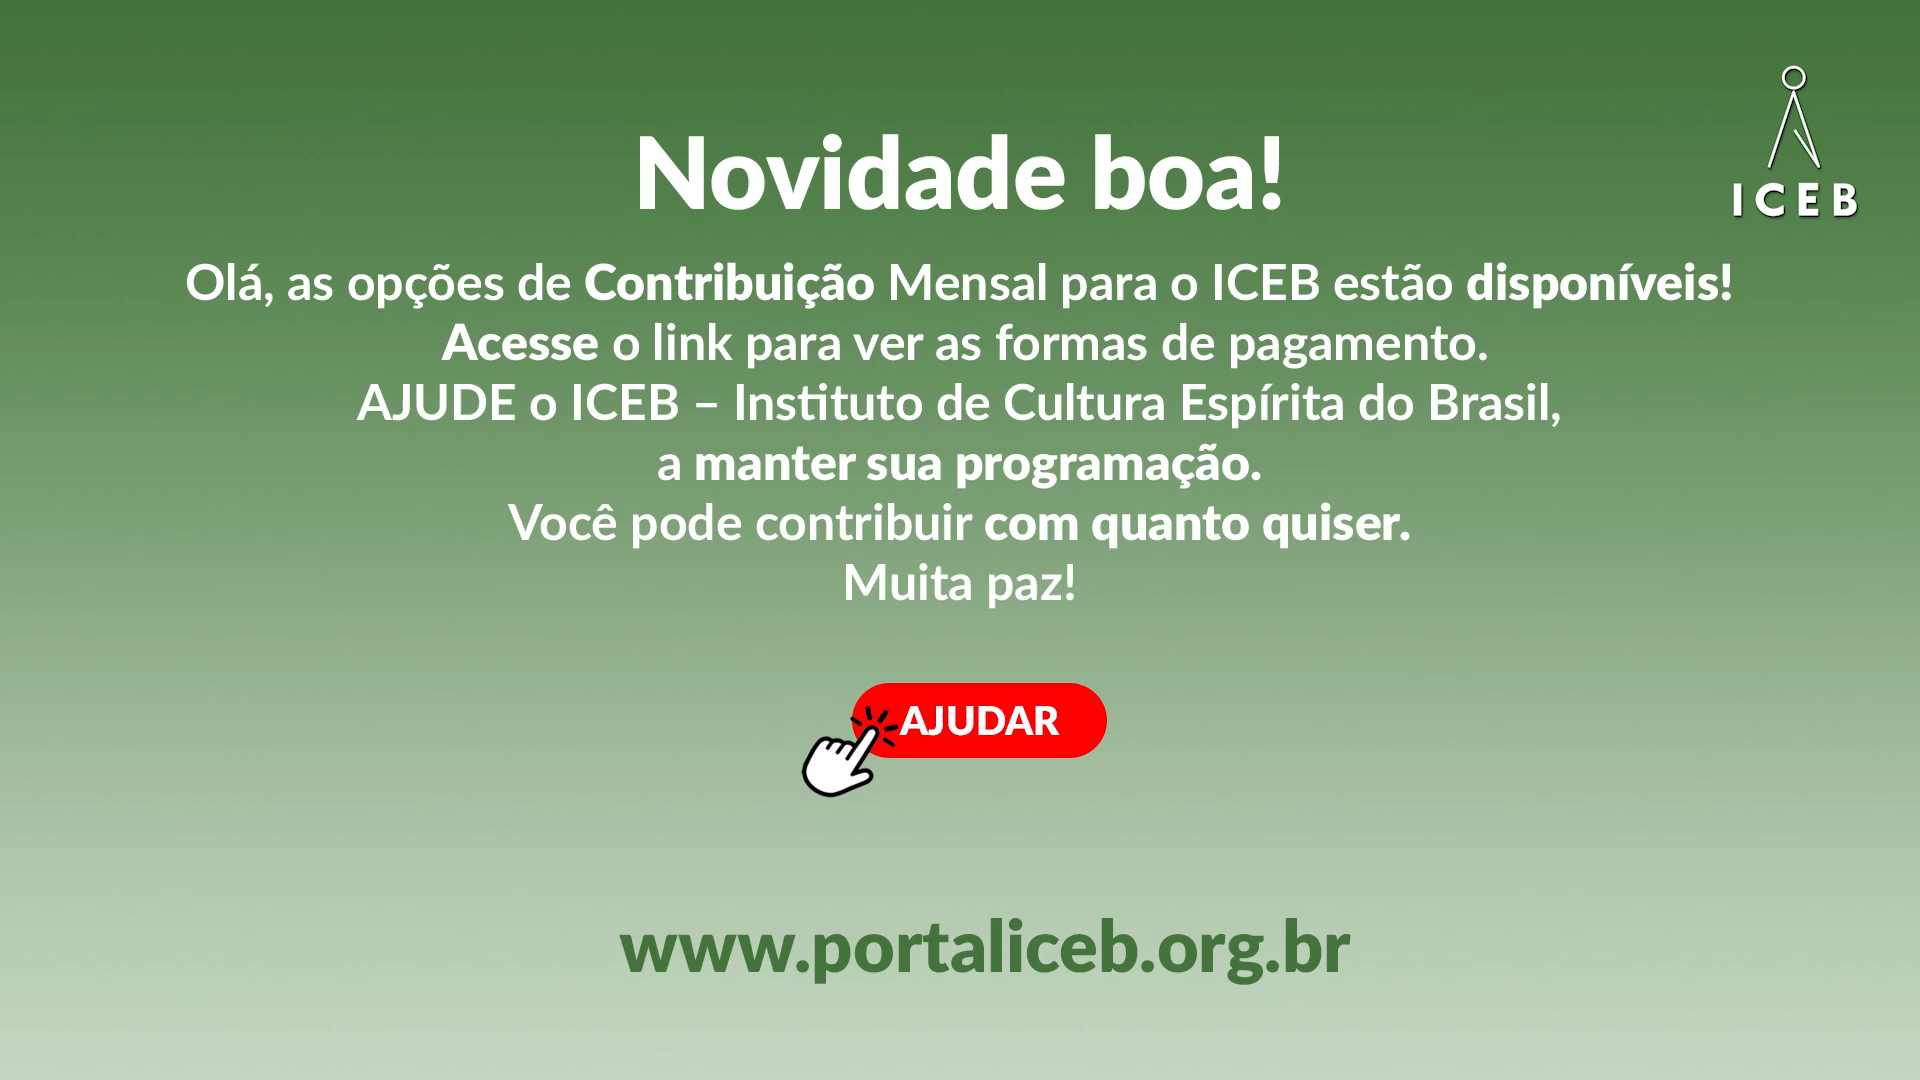 ICEB
Novidade boa!
Olá, as opções de Contribuição Mensal para o ICEB estão disponíveis!
Acesse o link para ver as formas de pagamento.
AJUDE o ICEB – Instituto de Cultura Espírita do Brasil,
a manter sua programação.
Você pode contribuir com quanto quiser.
Muita paz!
AJUDAR
www.portaliceb.org.br